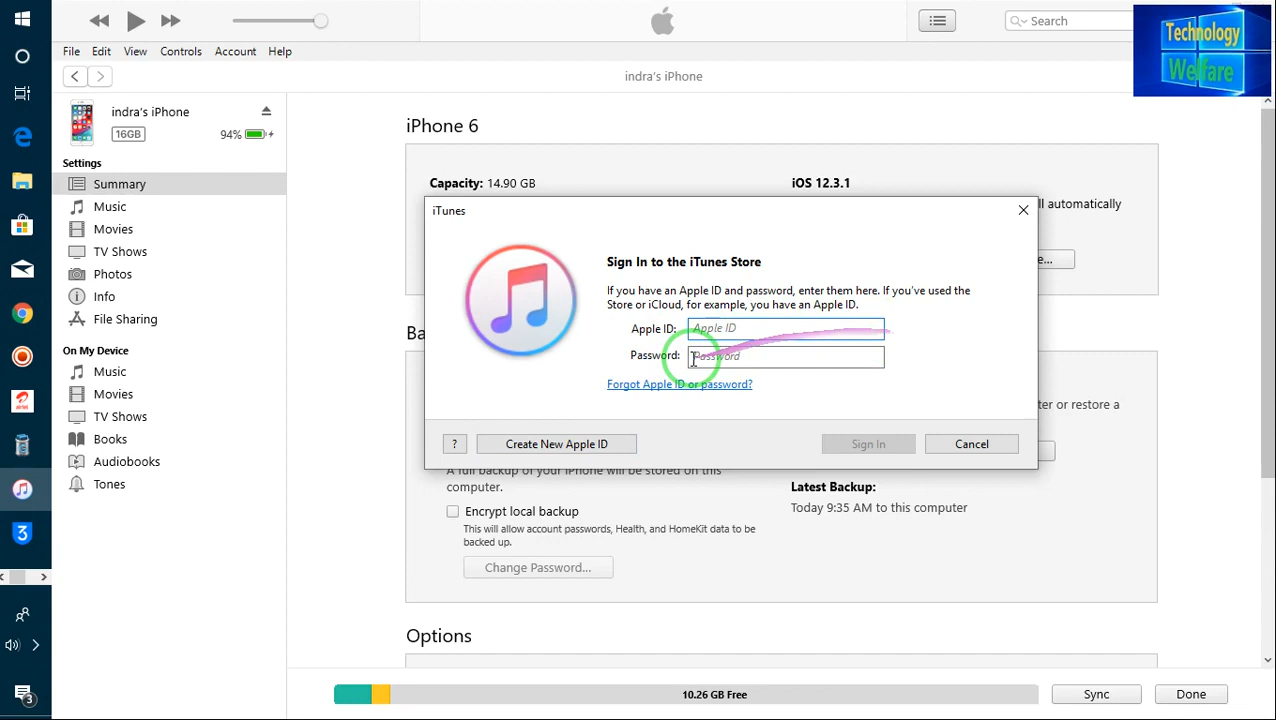 Search
Technology
Welfare
File Edit View Controls Account Help
indra's iPhone
indra's iPhone
16GB
94%
Settings
Summary
Music
Movies
TV Shows
Photos
Info
File Sharing
On My Device
Music
Movies
TV Shows
Books
Audiobooks
Tones
iPhone 6
Capacity: 14.90 GB
iOS 12.3.1
ll automatically
e...
Ba
iTunes
Sign In to the iTunes Store
If you have an Apple ID and password, enter them here. If you've used the
Store or iCloud, for example, you have an Apple ID.
Apple ID: Apple ID
Password: Password
Forgot Apple ID or password?
? Create New Apple ID Sign In Cancel
ter or restore a
A full backup of your iPhone will be stored on this
computer.
Encrypt local backup
This will allow account passwords, Health, and HomeKit data to be
backed up.
Change Password...
Latest Backup:
Today 9:35 AM to this computer
Options
10.26 GB Free
Sync
Done
3
3